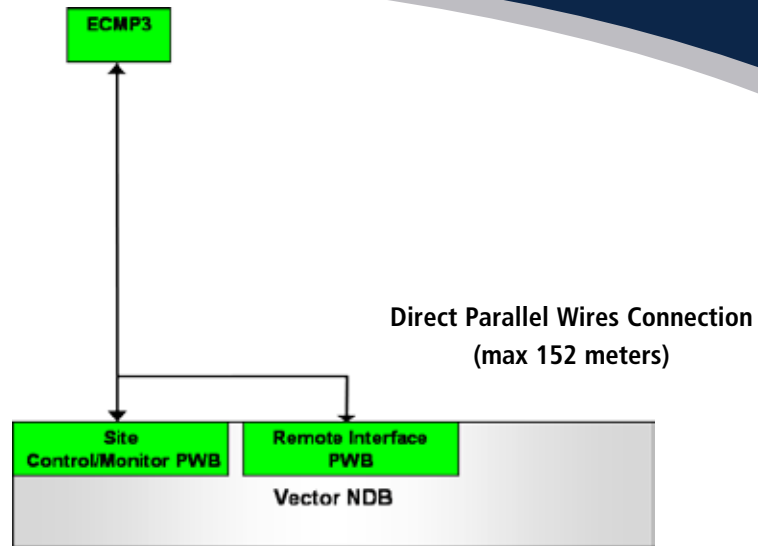 ECMP3
Direct Parallel Wires Connection
(max 152 meters)
Site
Control/Monitor PWB
Remote Interface
PWB
Vector NDB